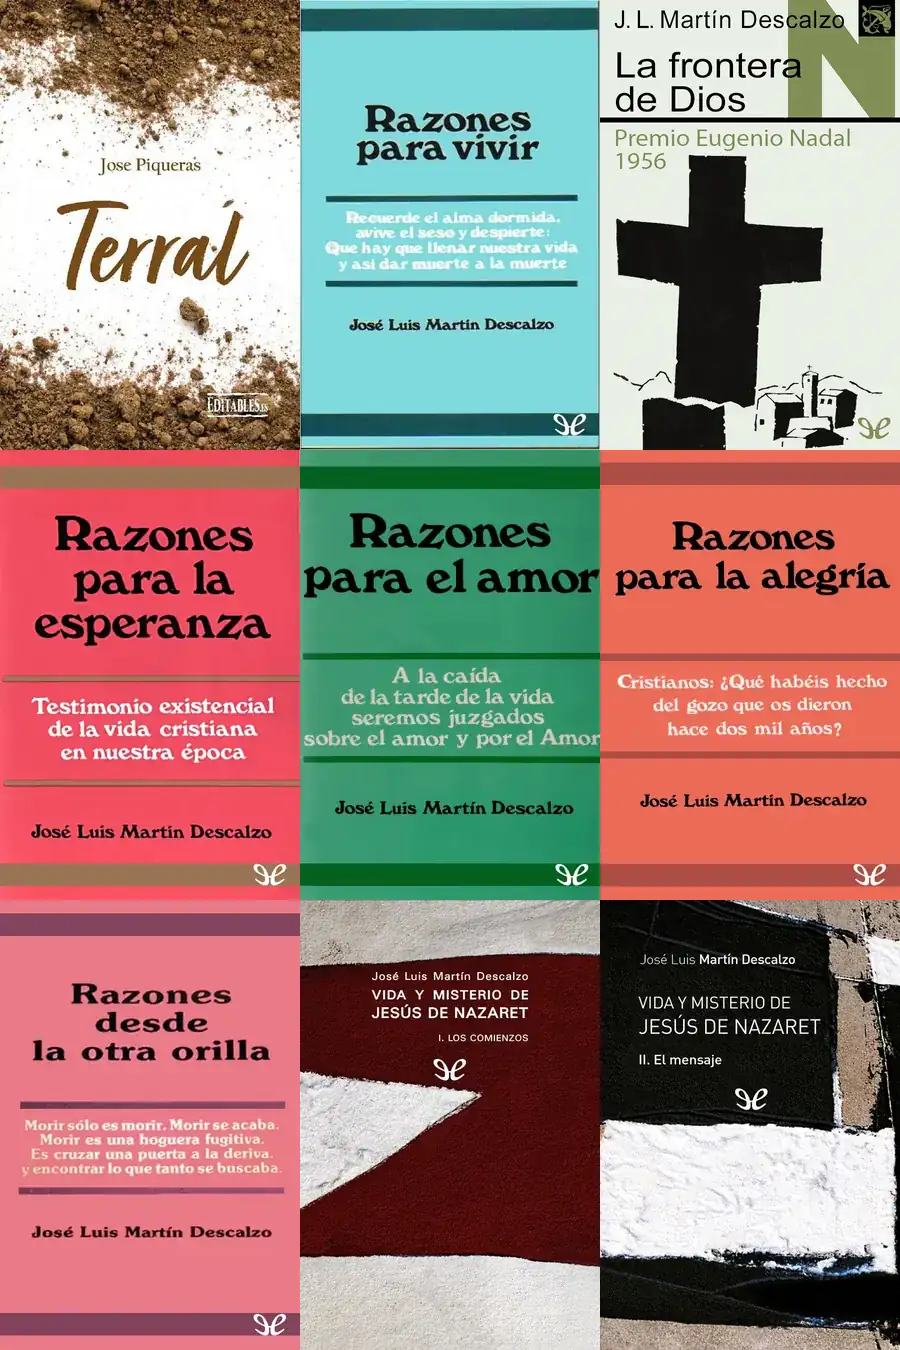 Jose Piqueras
Terral
EDITABLES.ES
Razones
para vivir
Recuerde el alma dormida,
avive el seso y despierte:
Que hay que llenar nuestra vida
y así dar muerte a la muerte
José Luis Martín Descalzo
J. L. Martín Descalzo
N
La frontera
de Dios
Premio Eugenio Nadal
1956
Razones
para la
esperanza
Testimonio existencial
de la vida cristiana
en nuestra época
José Luis Martín Descalzo
Razones
para el amor
A la caída
de la tarde de la vida
seremos juzgados
sobre el amor y por el Amor
José Luis Martín Descalzo
Razones
para la alegría
Cristianos: ¿Qué habéis hecho
del gozo que os dieron
hace dos mil años?
José Luis Martín Descalzo
Razones
desde
la otra orilla
Morir sólo es morir. Morir se acaba.
Morir es una hoguera fugitiva.
Es cruzar una puerta a la deriva.
y encontrar lo que tanto se buscaba.
José Luis Martín Descalzo
José Luis Martín Descalzo
VIDA Y MISTERIO DE
JESÚS DE NAZARET
I. LOS COMIENZOS
José Luis Martín Descalzo
VIDA Y MISTERIO DE
JESÚS DE NAZARET
II. El mensaje